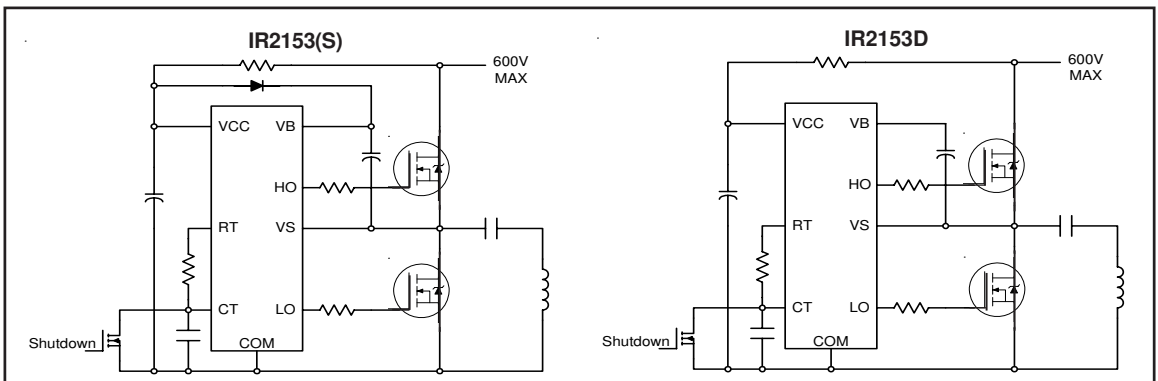 IR2153(S)
600V
MAX
VCC
VB
HO
RT
VS
CT
LO
Shutdown
COM
IR2153D
600V
MAX
VCC
VB
HO
RT
VS
CT
LO
Shutdown
COM